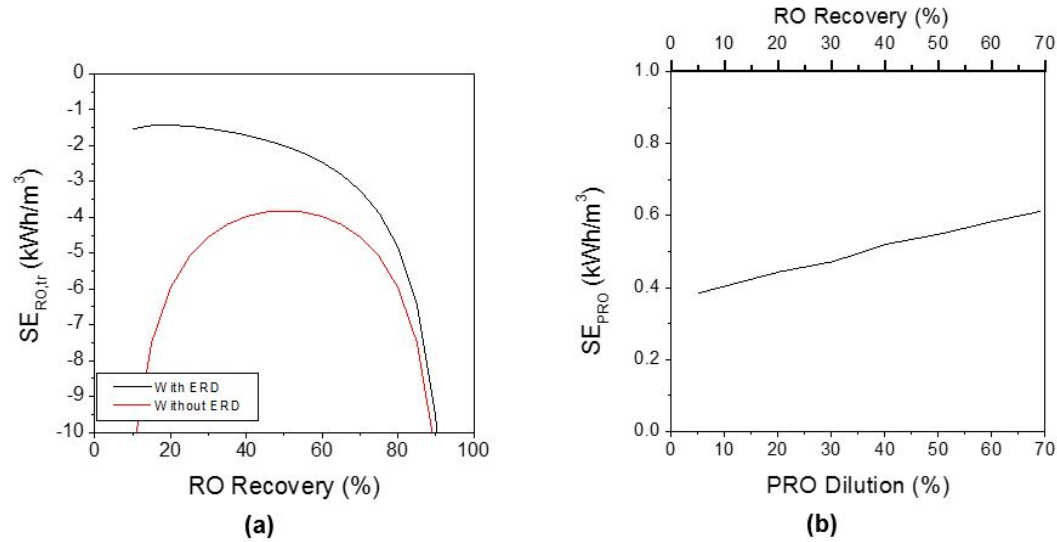 0
-1
-2
-3
-4
-5
-6
-7
-8
-9
-10
SE_RO,tr (kWh/m³)
With ERD
Without ERD
0 20 40 60 80 100
RO Recovery (%)
(a)
RO Recovery (%)
0 10 20 30 40 50 60 70
1.0
0.8
0.6
0.4
0.2
0.0
SE_PRO (kWh/m³)
0 10 20 30 40 50 60 70
PRO Dilution (%)
(b)